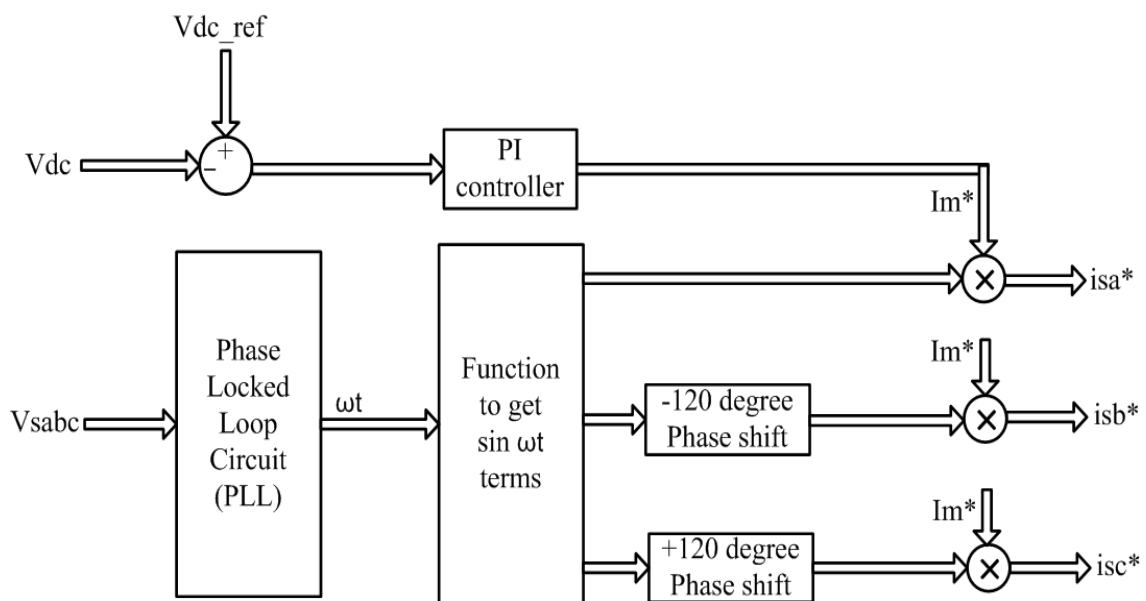 Vdc_ref
Vdc
+
-
PI
controller
Im*
isa*
Vsabc
Phase
Locked
Loop
Circuit
(PLL)
ωt
Function
to get
sin ωt
terms
-120 degree
Phase shift
Im*
isb*
+120 degree
Phase shift
Im*
isc*